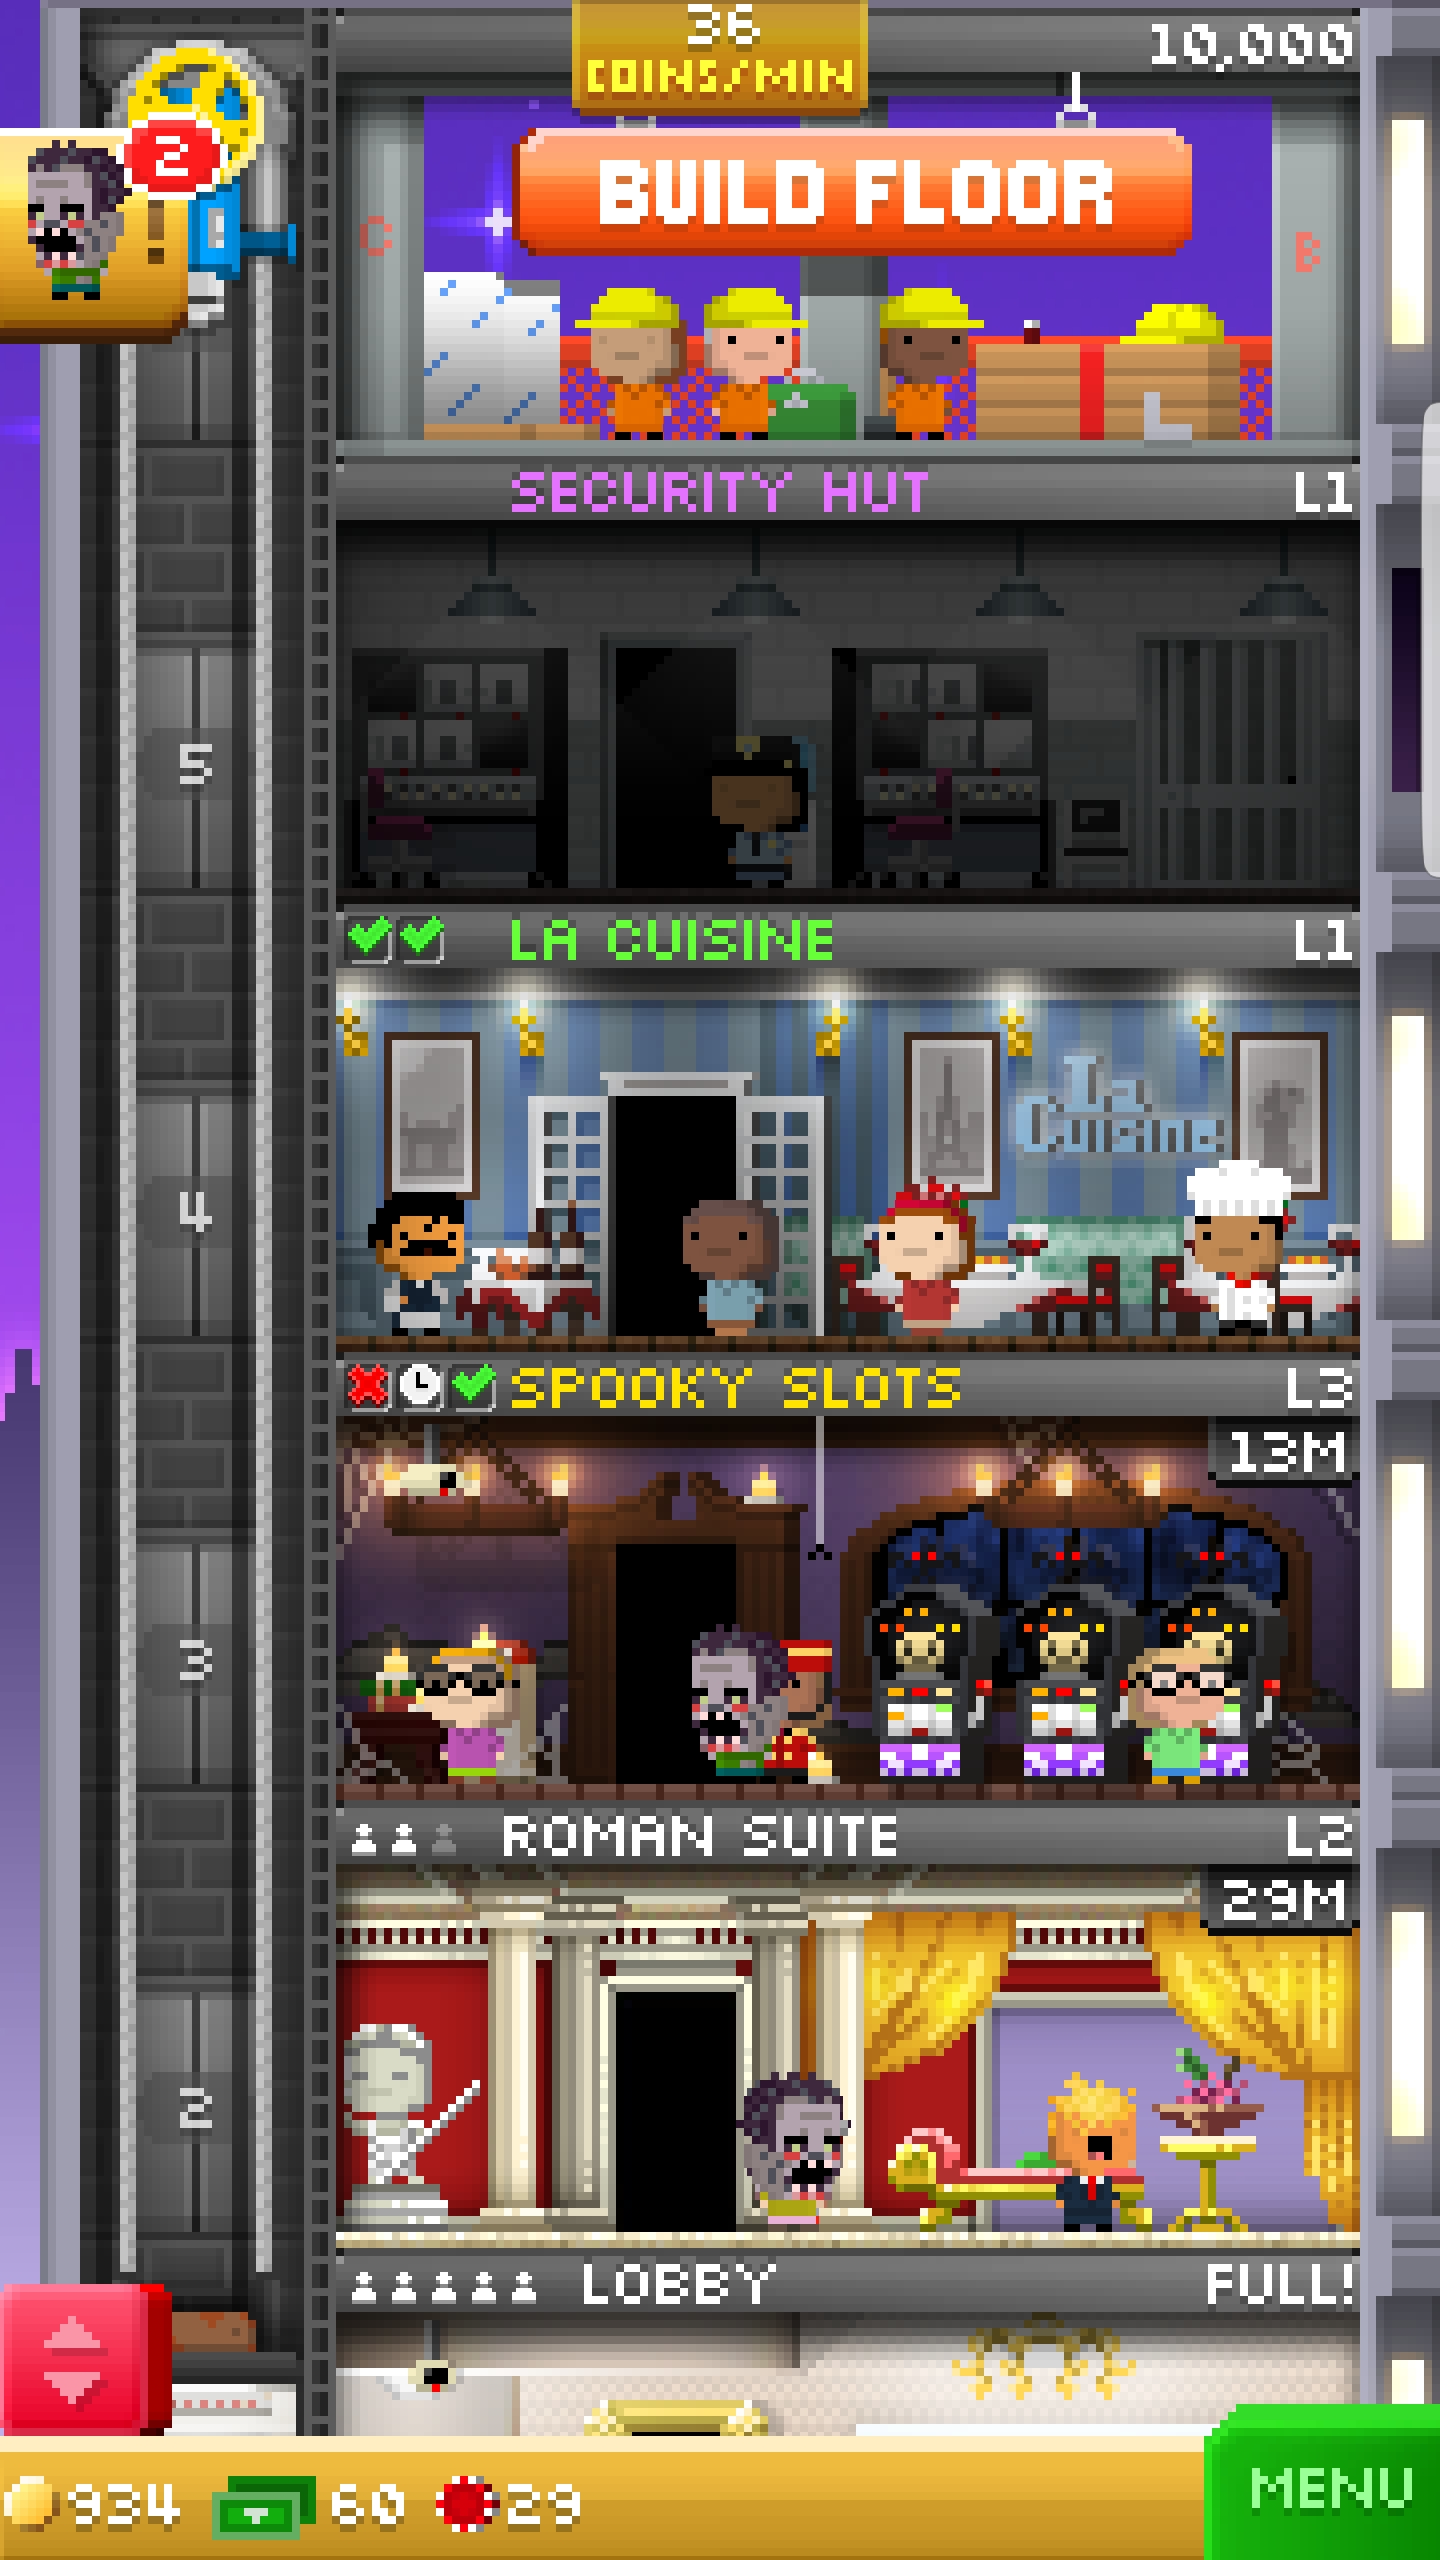 36
COINS/MIN
10,000
2
!
BUILD FLOOR
C
B
SECURITY HUT
L1
5
LA CUISINE
L1
La
Cuisine
4
SPOOKY SLOTS
L3
13M
3
ROMAN SUITE
L2
29M
2
LOBBY
FULL!
934
60
29
MENU